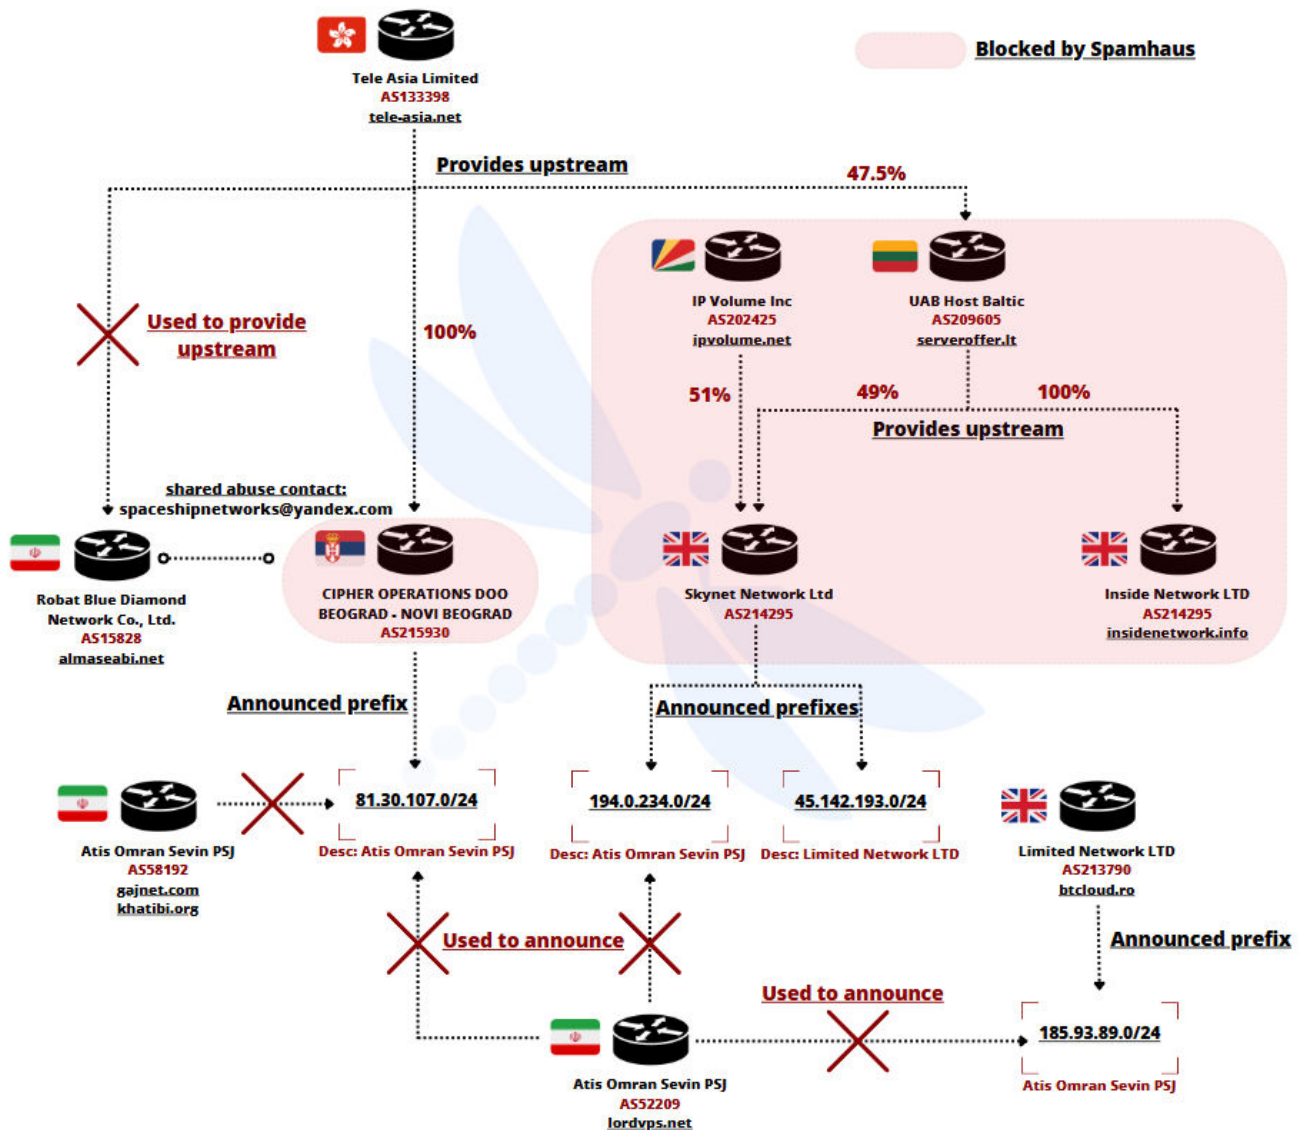 Blocked by Spamhaus
Tele Asia Limited
AS133398
tele-asia.net
Provides upstream
47.5%
IP Volume Inc
AS202425
ipvolume.net
UAB Host Baltic
AS209605
serveroffer.lt
Used to provide
upstream
100%
51%
49%
100%
Provides upstream
shared abuse contact:
spaceshipnetworks@yandex.com
Robat Blue Diamond
Network Co., Ltd.
AS15828
almaseabi.net
CIPHER OPERATIONS DOO
BEOGRAD - NOVI BEOGRAD
AS215930
Skynet Network Ltd
AS214295
Inside Network LTD
AS214295
insidenetwork.info
Announced prefix
Announced prefixes
81.30.107.0/24
Desc: Atis Omran Sevin PSJ
194.0.234.0/24
Desc: Atis Omran Sevin PSJ
45.142.193.0/24
Desc: Limited Network LTD
Atis Omran Sevin PSJ
AS58192
gajnet.com
khatibi.org
Limited Network LTD
AS213790
btcloud.ro
Used to announce
Announced prefix
Used to announce
185.93.89.0/24
Atis Omran Sevin PSJ
Atis Omran Sevin PSJ
AS52209
lordvps.net